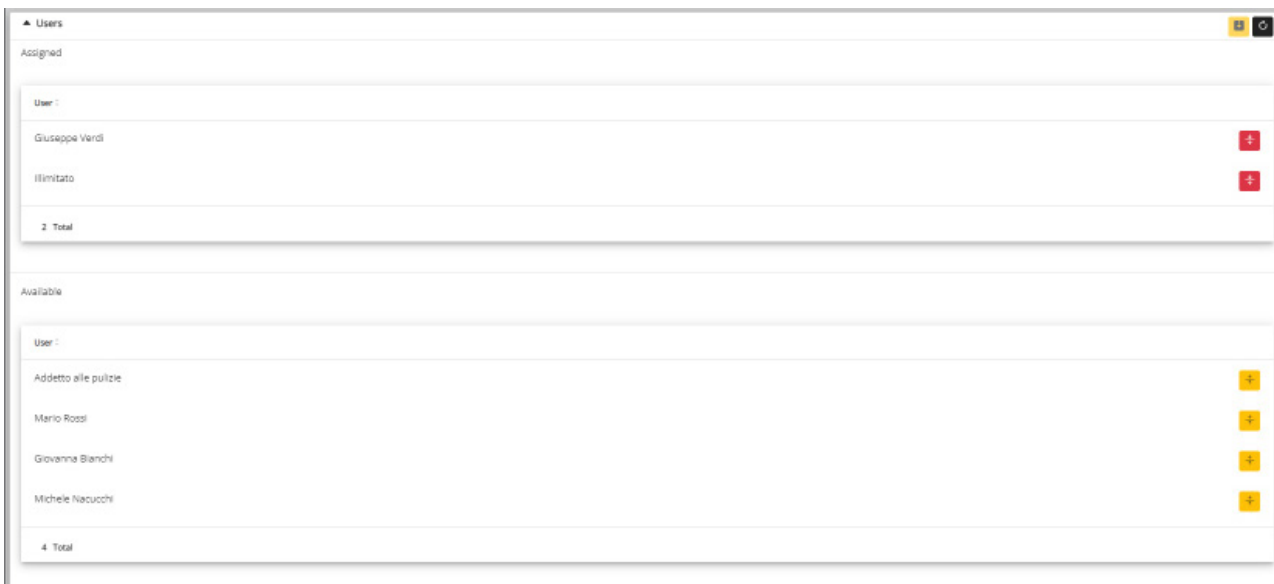 Users
Assigned
User
Giuseppe Verdi
Illimitato
2 Total
Available
User
Addetto alle pulizie
Mario Rossi
Giovanna Bianchi
Michele Nacucchi
4 Total